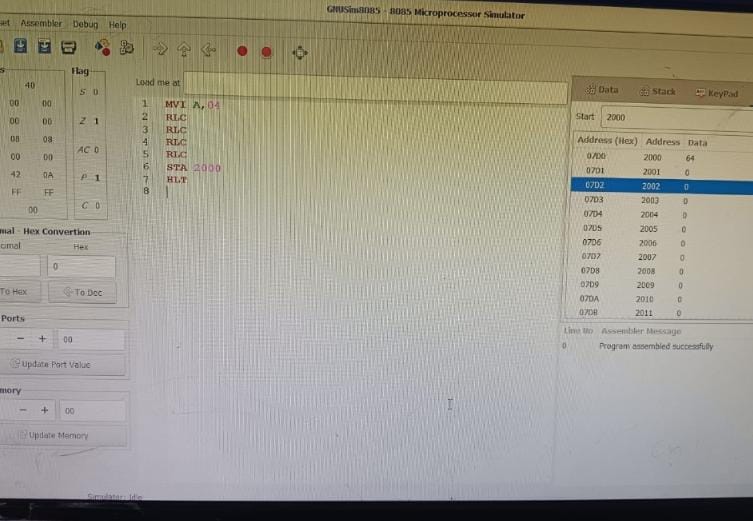 GNUSim8085 - 8085 Microprocessor Simulator
Assembler Debug Help
Flag
40
S 0
00 00
Z 1
00 00
08 08
AC 0
00 00
42 0A
P 1
FF FF
00
C 0
Hex Convertion
Hex
0
To Hex To Dec
Ports
- + 00
Update Port Value
- + 00
Update Memory
Simulator: Idle
Load me at
1 MVI A,04
2 RLC
3 RLC
4 RLC
5 RLC
6 STA 2000
7 HLT
8
Data Stack KeyPad
Start 2000
Address (Hex) Address Data
07D0 2000 64
07D1 2001 0
07D2 2002 0
07D3 2003 0
07D4 2004 0
07D5 2005 0
07D6 2006 0
07D7 2007 0
07D8 2008 0
07D9 2009 0
07DA 2010 0
07DB 2011 0
Line No Assembler Message
0 Program assembled successfully